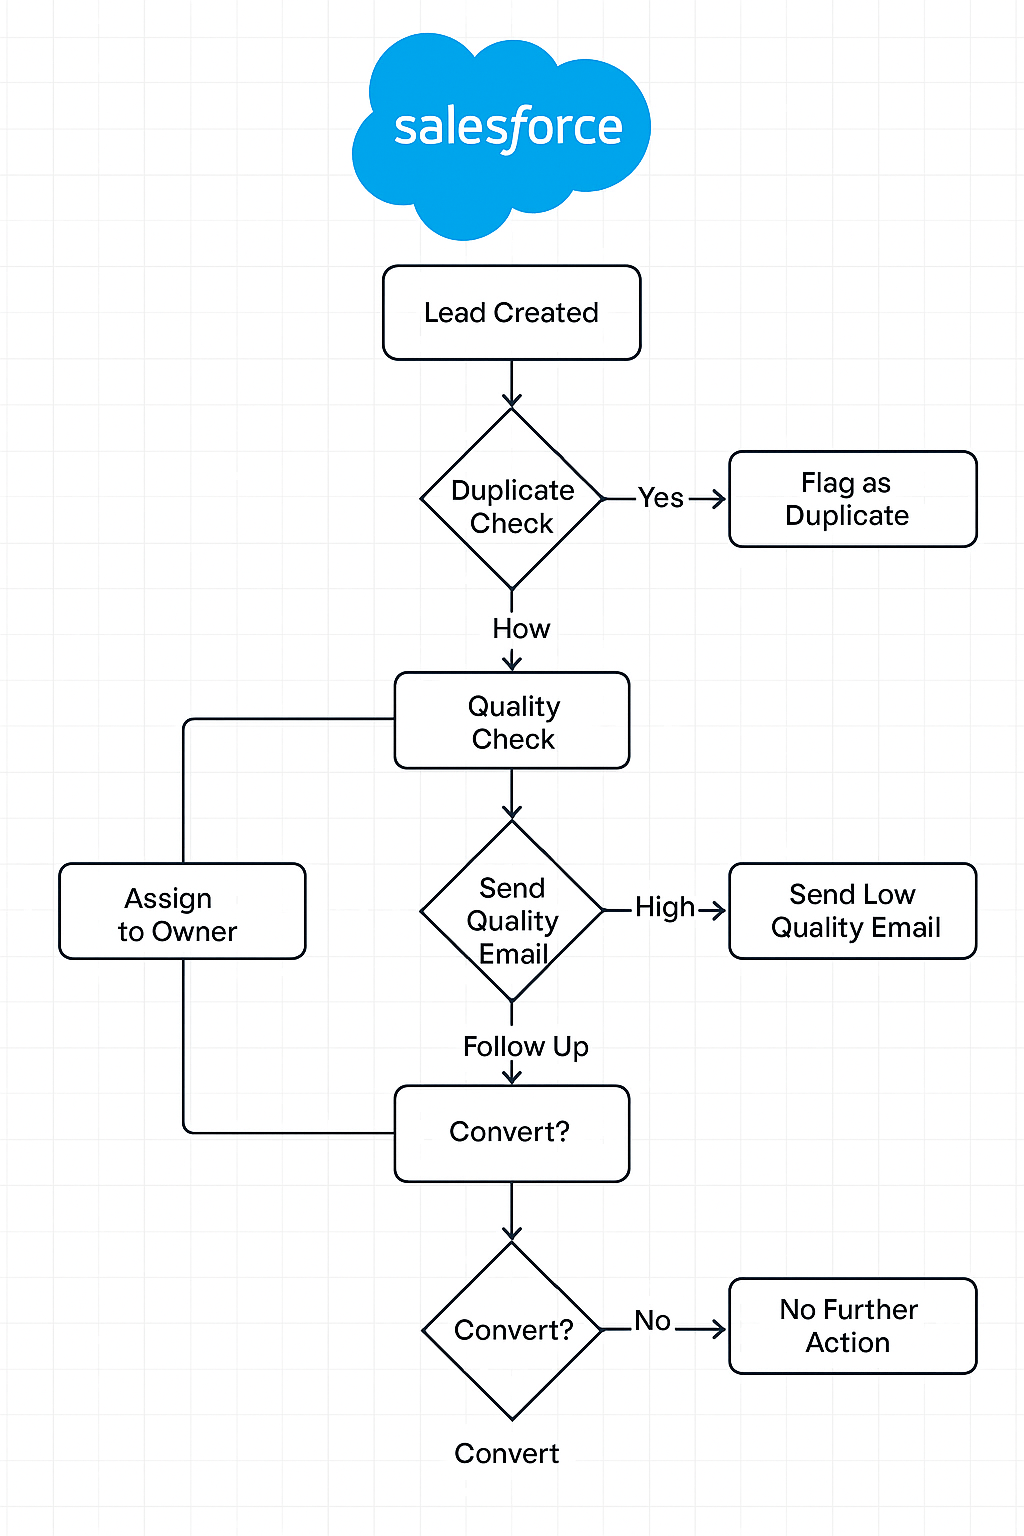 salesforce
Lead Created
Duplicate
Check
Yes
Flag as
Duplicate
How
Quality
Check
Assign
to Owner
Send
Quality
Email
High
Send Low
Quality Email
Follow Up
Convert?
Convert?
No
No Further
Action
Convert